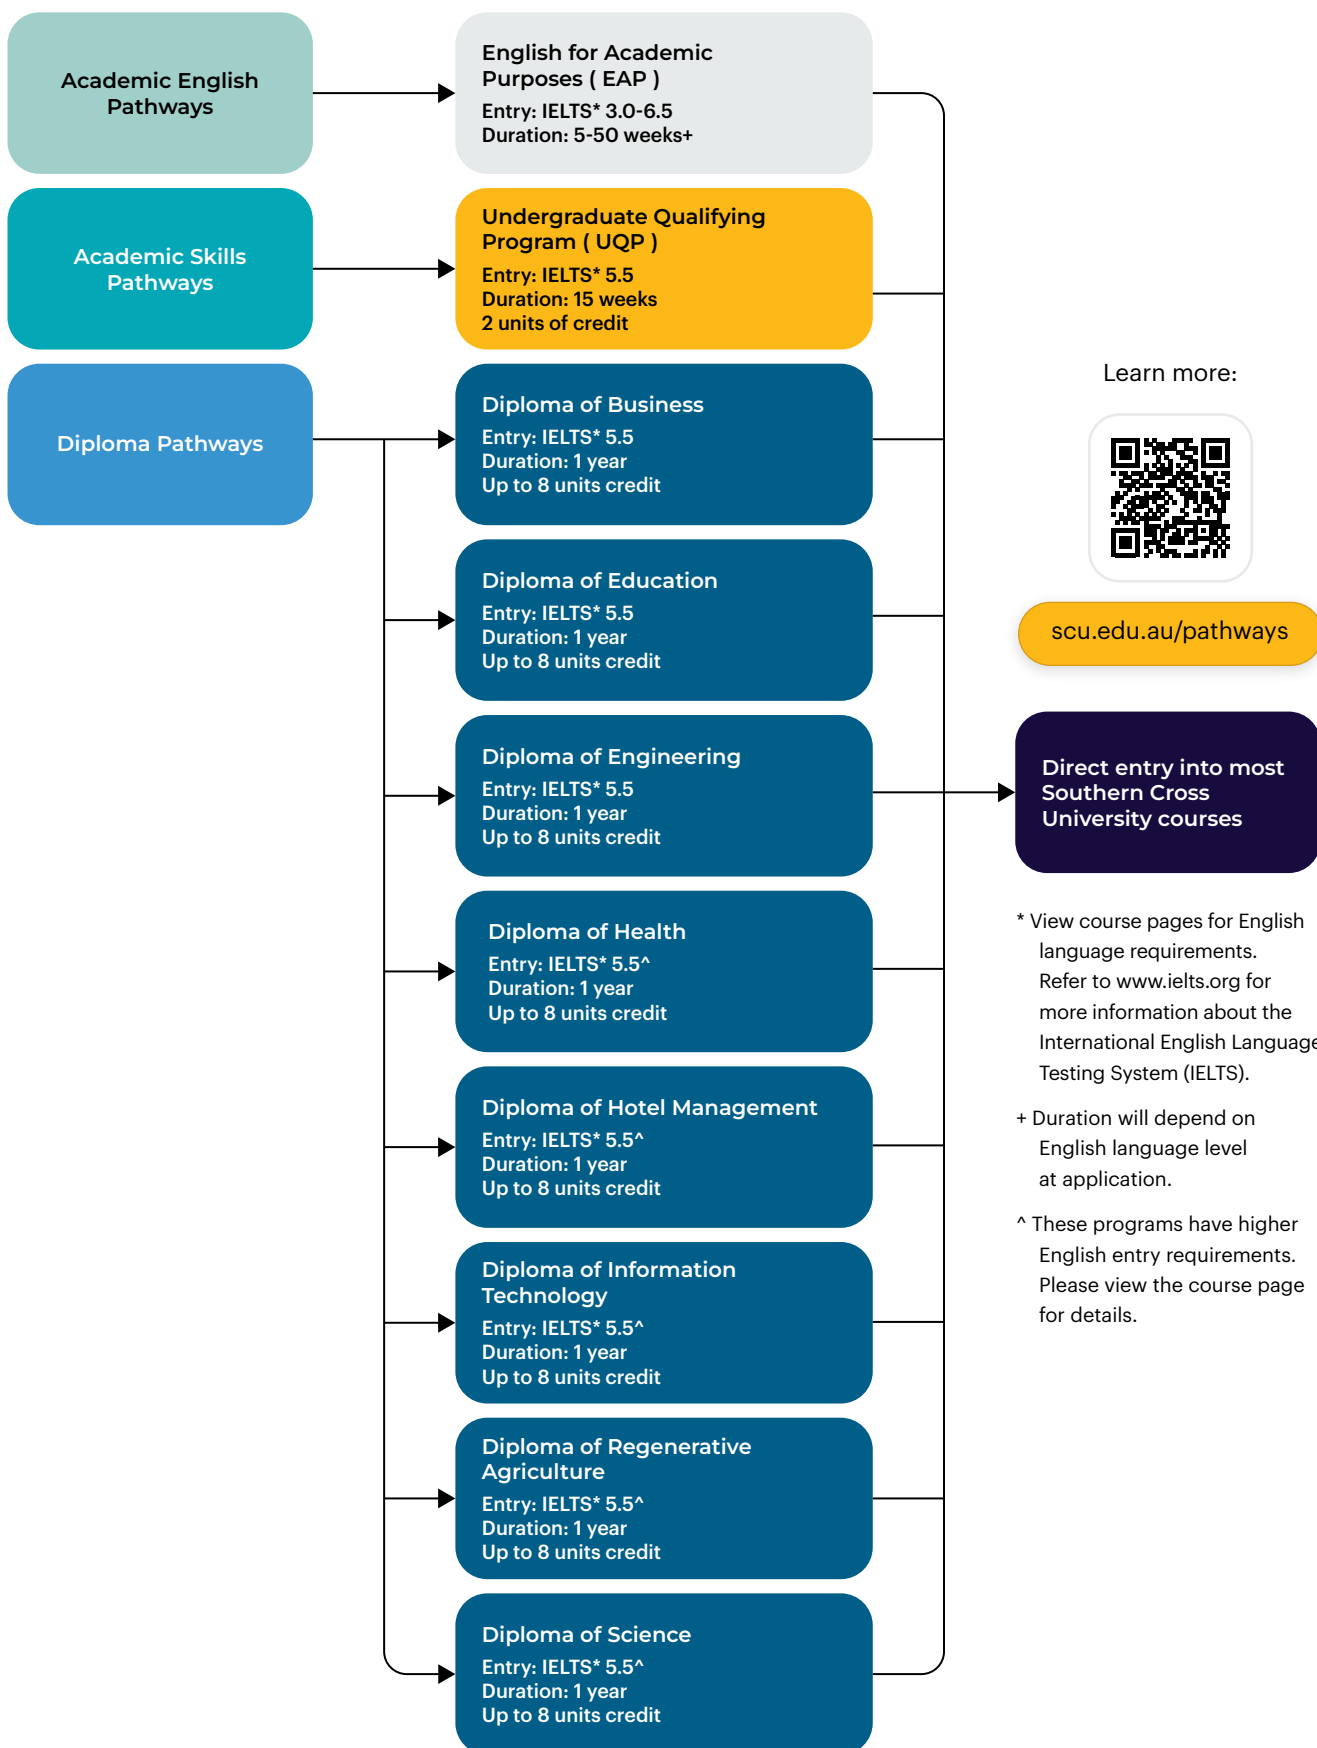 Academic English
Pathways
English for Academic
Purposes ( EAP )
Entry: IELTS* 3.0-6.5
Duration: 5-50 weeks+
Academic Skills
Pathways
Undergraduate Qualifying
Program ( UQP )
Entry: IELTS* 5.5
Duration: 15 weeks
2 units of credit
Diploma Pathways
Diploma of Business
Entry: IELTS* 5.5
Duration: 1 year
Up to 8 units credit
Diploma of Education
Entry: IELTS* 5.5
Duration: 1 year
Up to 8 units credit
Diploma of Engineering
Entry: IELTS* 5.5
Duration: 1 year
Up to 8 units credit
Diploma of Health
Entry: IELTS* 5.5^
Duration: 1 year
Up to 8 units credit
Diploma of Hotel Management
Entry: IELTS* 5.5^
Duration: 1 year
Up to 8 units credit
Diploma of Information
Technology
Entry: IELTS* 5.5^
Duration: 1 year
Up to 8 units credit
Diploma of Regenerative
Agriculture
Entry: IELTS* 5.5^
Duration: 1 year
Up to 8 units credit
Diploma of Science
Entry: IELTS* 5.5^
Duration: 1 year
Up to 8 units credit
Learn more:
scu.edu.au/pathways
Direct entry into most
Southern Cross
University courses
* View course pages for English
language requirements.
Refer to www.ielts.org for
more information about the
International English Language
Testing System (IELTS).
+ Duration will depend on
English language level
at application.
^ These programs have higher
English entry requirements.
Please view the course page
for details.